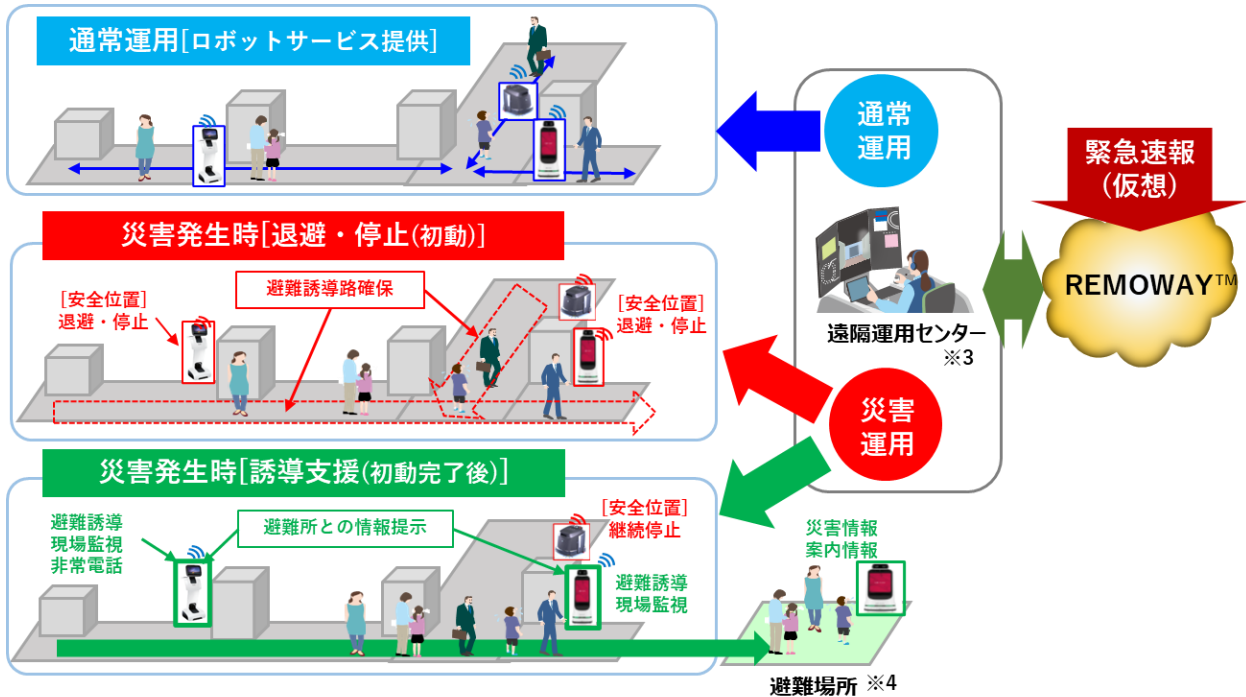 通常運用[ロボットサービス提供]
通常
運用
緊急速報
(仮想)
REMOWAY™
遠隔運用センター
※3
災害発生時[退避・停止(初動)]
避難誘導路確保
[安全位置]
退避・停止
[安全位置]
退避・停止
災害
運用
災害発生時[誘導支援(初動完了後)]
避難誘導
現場監視
非常電話
避難所との情報提示
[安全位置]
継続停止
避難誘導
現場監視
災害情報
案内情報
避難場所 ※4